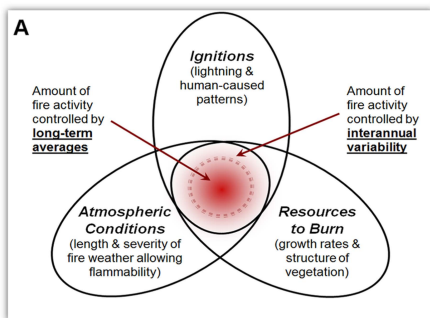 A
Ignitions
(lightning &
human-caused
patterns)
Amount of
fire activity
controlled by
long-term
averages
Amount of
fire activity
controlled by
interannual
variability
Atmospheric
Conditions
(length & severity of
fire weather allowing
flammability)
Resources
to Burn
(growth rates &
structure of
vegetation)